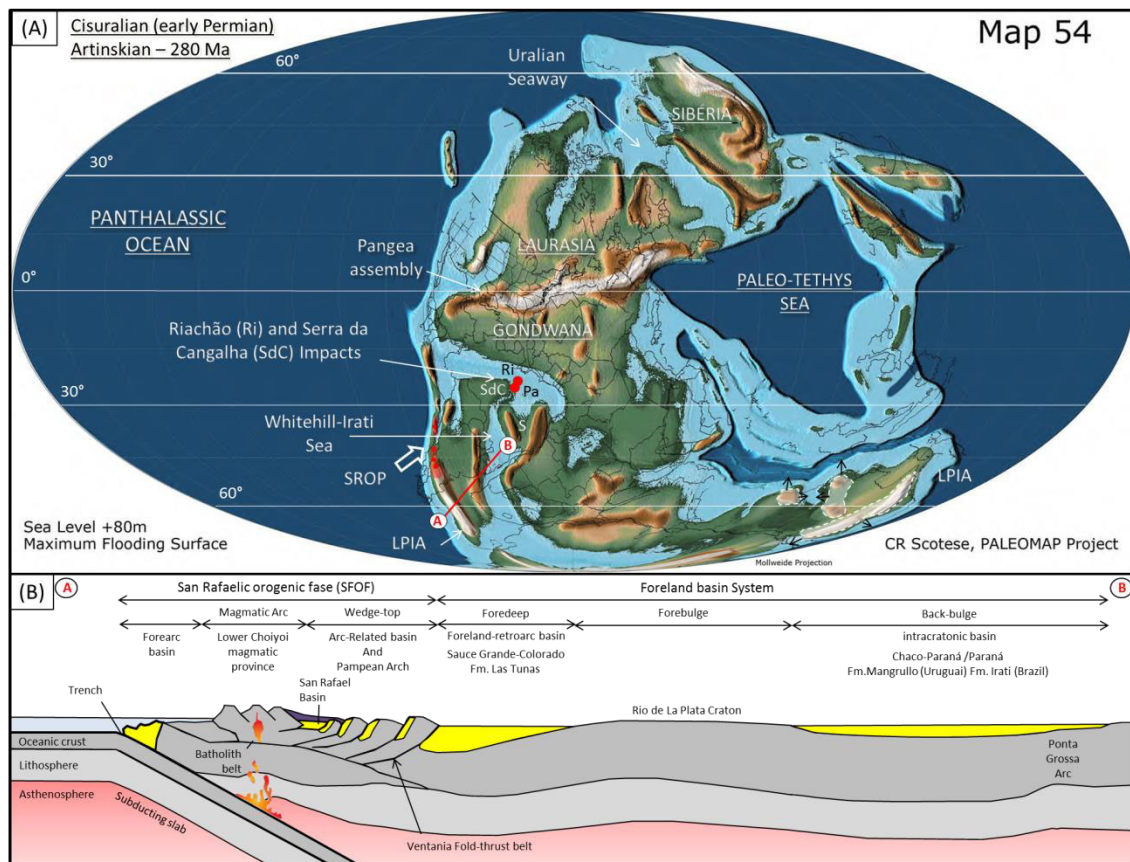 (A)
Cisuralian (early Permian)
Artinskian – 280 Ma
Map 54
60°
Uralian
Seaway
SIBERIA
30°
PANTHALASSIC
OCEAN
LAURASIA
Pangea
assembly
0°
PALEO-TETHYS
SEA
GONDWANA
Riachão (Ri) and Serra da
Cangalha (SdC) Impacts
Ri
SdC
Pa
30°
Whitehill-Irati
Sea
S
B
SROP
LPIA
60°
A
LPIA
Sea Level +80m
Maximum Flooding Surface
CR Scotese, PALEOMAP Project
Mollweide Projection
(B)
A
San Rafaelic orogenic fase (SFOF)
Foreland basin System
B
Magmatic Arc
Wedge-top
Foredeep
Forebulge
Back-bulge
Forearc
basin
Lower Choiyoi
magmatic
province
Arc-Related basin
And
Pampean Arch
Foreland-retroarc basin
Sauce Grande-Colorado
Fm. Las Tunas
intracratonic basin
Chaco-Paraná /Paraná
Fm.Mangrullo (Uruguai) Fm. Irati (Brazil)
Trench
San Rafael
Basin
Rio de La Plata Craton
Oceanic crust
Batholith
belt
Lithosphere
Ponta
Grossa
Arc
Asthenosphere
Subducting slab
Ventania Fold-thrust belt